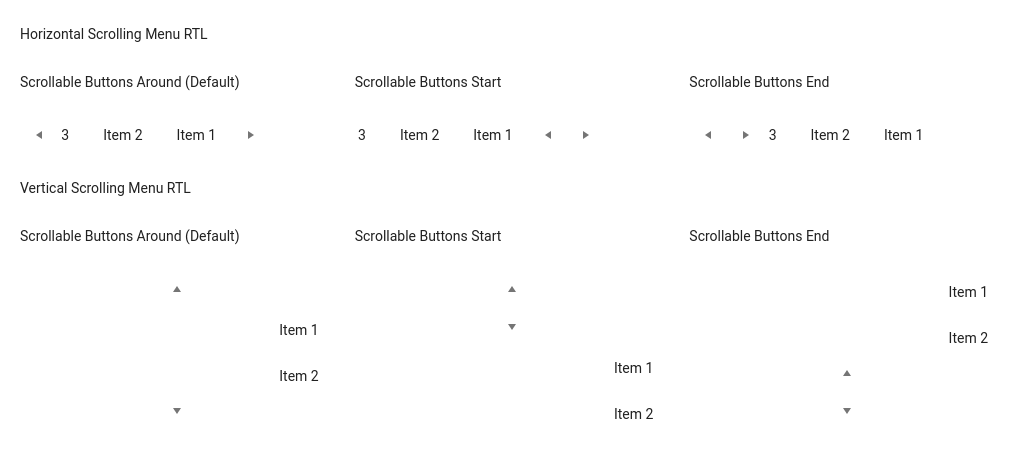 Horizontal Scrolling Menu RTL
Scrollable Buttons Around (Default) Scrollable Buttons Start Scrollable Buttons End
3 Item 2 Item 1 3 Item 2 Item 1 3 Item 2 Item 1
Vertical Scrolling Menu RTL
Scrollable Buttons Around (Default) Scrollable Buttons Start Scrollable Buttons End
Item 1
Item 2
Item 1
Item 2
Item 1
Item 2